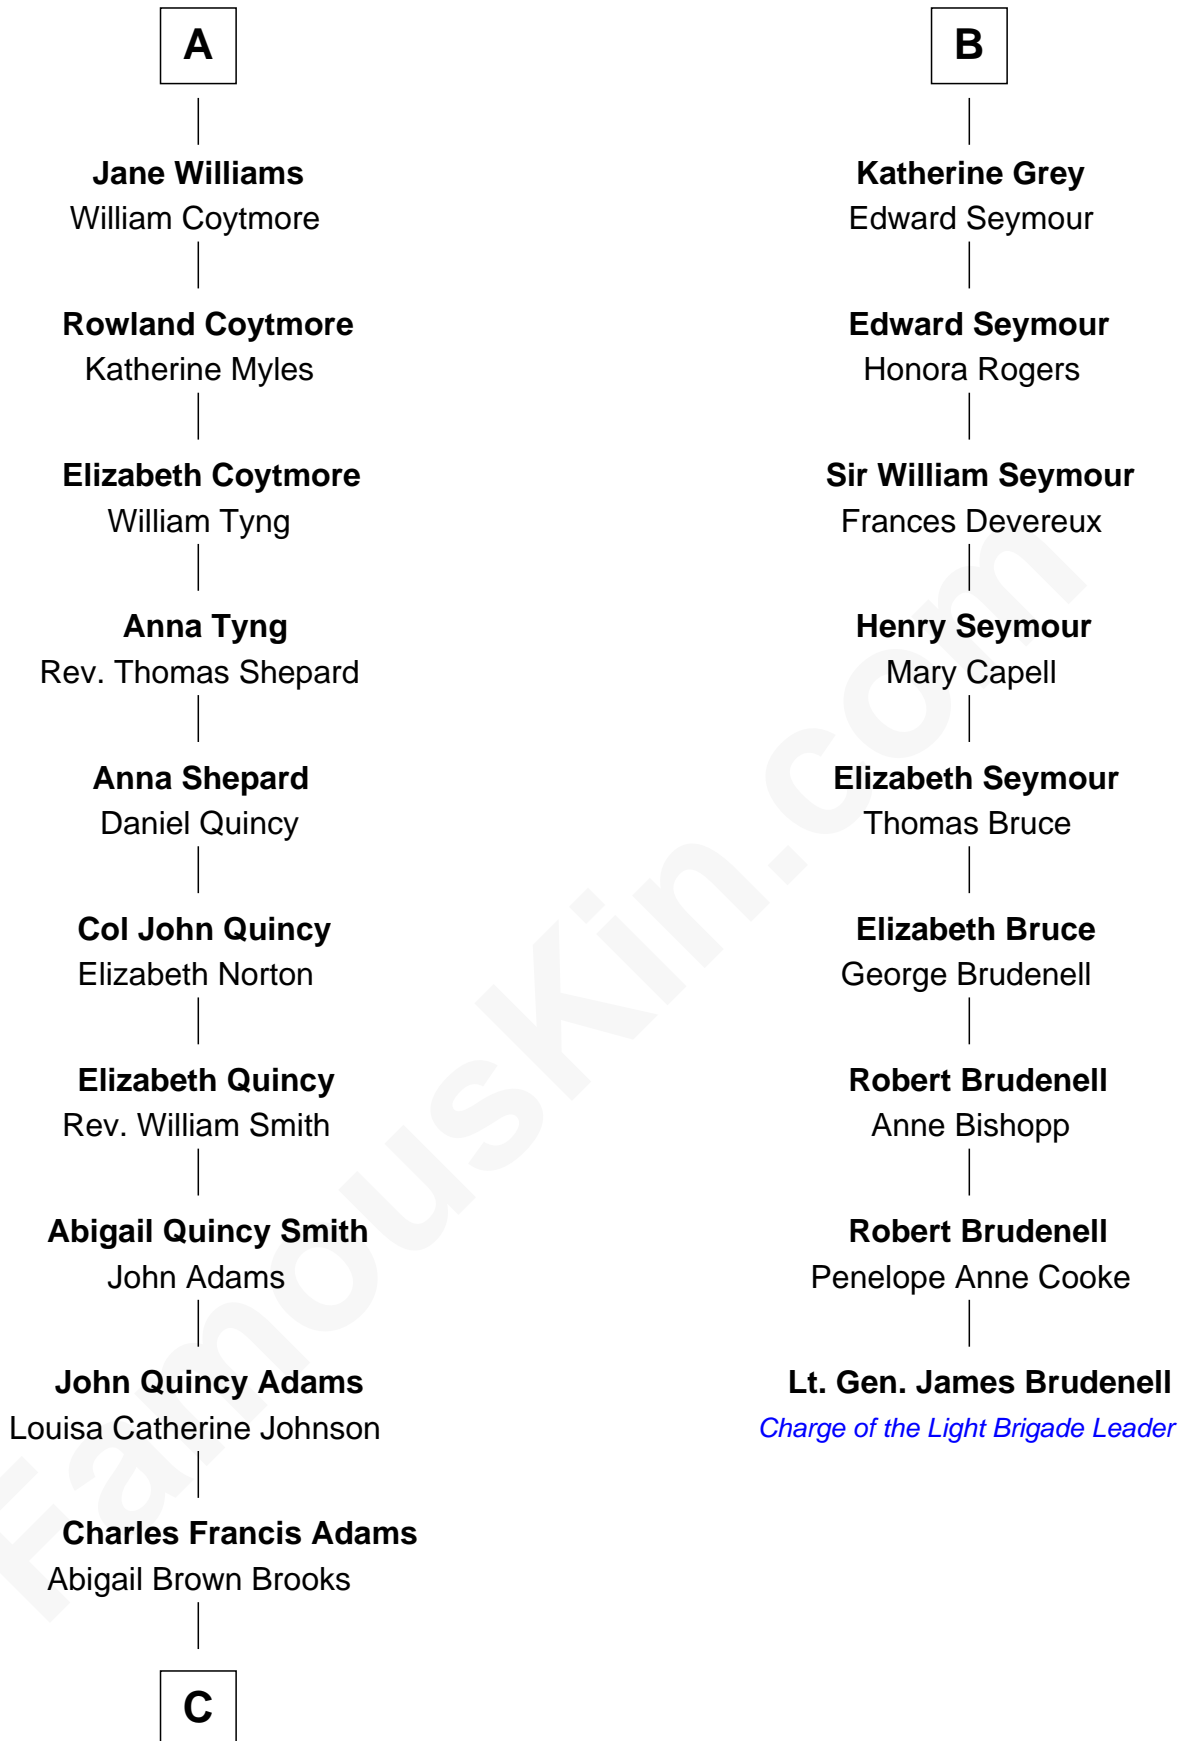 A
Jane Williams
William Coytmore
Rowland Coytmore
Katherine Myles
Elizabeth Coytmore
William Tyng
Anna Tyng
Rev. Thomas Shepard
Anna Shepard
Daniel Quincy
Col John Quincy
Elizabeth Norton
Elizabeth Quincy
Rev. William Smith
Abigail Quincy Smith
John Adams
John Quincy Adams
Louisa Catherine Johnson
Charles Francis Adams
Abigail Brown Brooks
C
B
Katherine Grey
Edward Seymour
Edward Seymour
Honora Rogers
Sir William Seymour
Frances Devereux
Henry Seymour
Mary Capell
Elizabeth Seymour
Thomas Bruce
Elizabeth Bruce
George Brudenell
Robert Brudenell
Anne Bishopp
Robert Brudenell
Penelope Anne Cooke
Lt. Gen. James Brudenell
Charge of the Light Brigade Leader
FamousKin.com